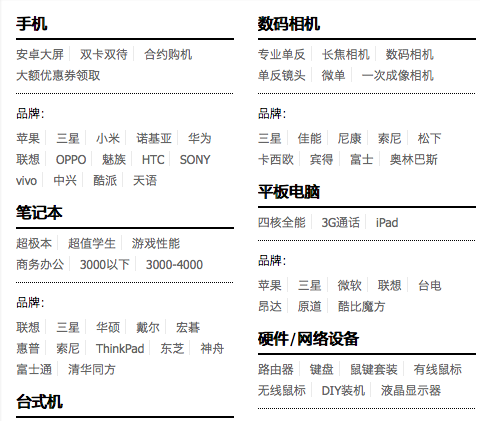 手机
安卓大屏 双卡双待 合约购机
大额优惠券领取
品牌：
苹果 三星 小米 诺基亚 华为
联想 OPPO 魅族 HTC SONY
vivo 中兴 酷派 天语
笔记本
超极本 超值学生 游戏性能
商务办公 3000以下 3000-4000
品牌：
联想 三星 华硕 戴尔 宏碁
惠普 索尼 ThinkPad 东芝 神舟
富士通 清华同方
台式机
数码相机
专业单反 长焦相机 数码相机
单反镜头 微单 一次成像相机
品牌：
三星 佳能 尼康 索尼 松下
卡西欧 宾得 富士 奥林巴斯
平板电脑
四核全能 3G通话 iPad
品牌：
苹果 三星 微软 联想 台电
昂达 原道 酷比魔方
硬件/网络设备
路由器 键盘 鼠键套装 有线鼠标
无线鼠标 DIY装机 液晶显示器